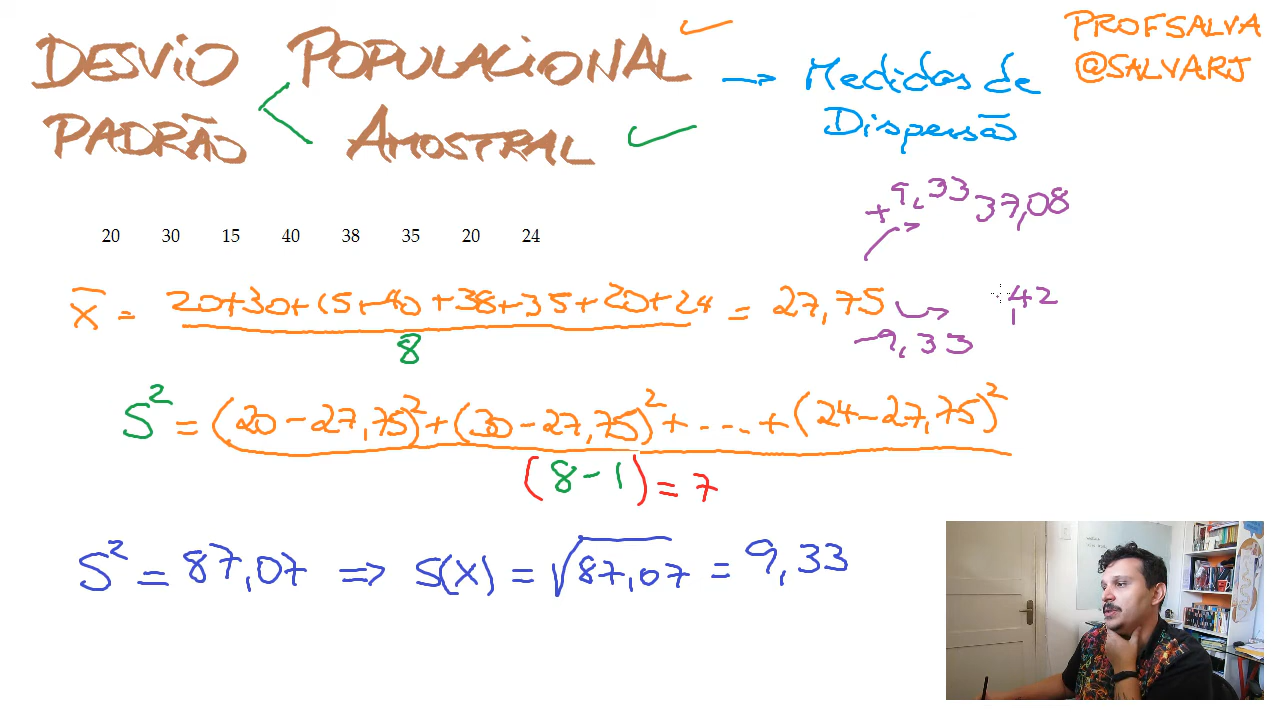 DESVIO POPULACIONAL
PADRÃO AMOSTRAL
→ Medidas de
Dispersão
PROFSALVA
@SALVARJ
20 30 15 40 38 35 20 24
+9,33 37,08
x̄ = 20+30+15+40+38+35+20+24 / 8 = 27,75
-9,33 ,42
S² = (20-27,75)²+(30-27,75)²+...+(24-27,75)²
(8-1) = 7
S² = 87,07 => S(X) = √87,07 = 9,33